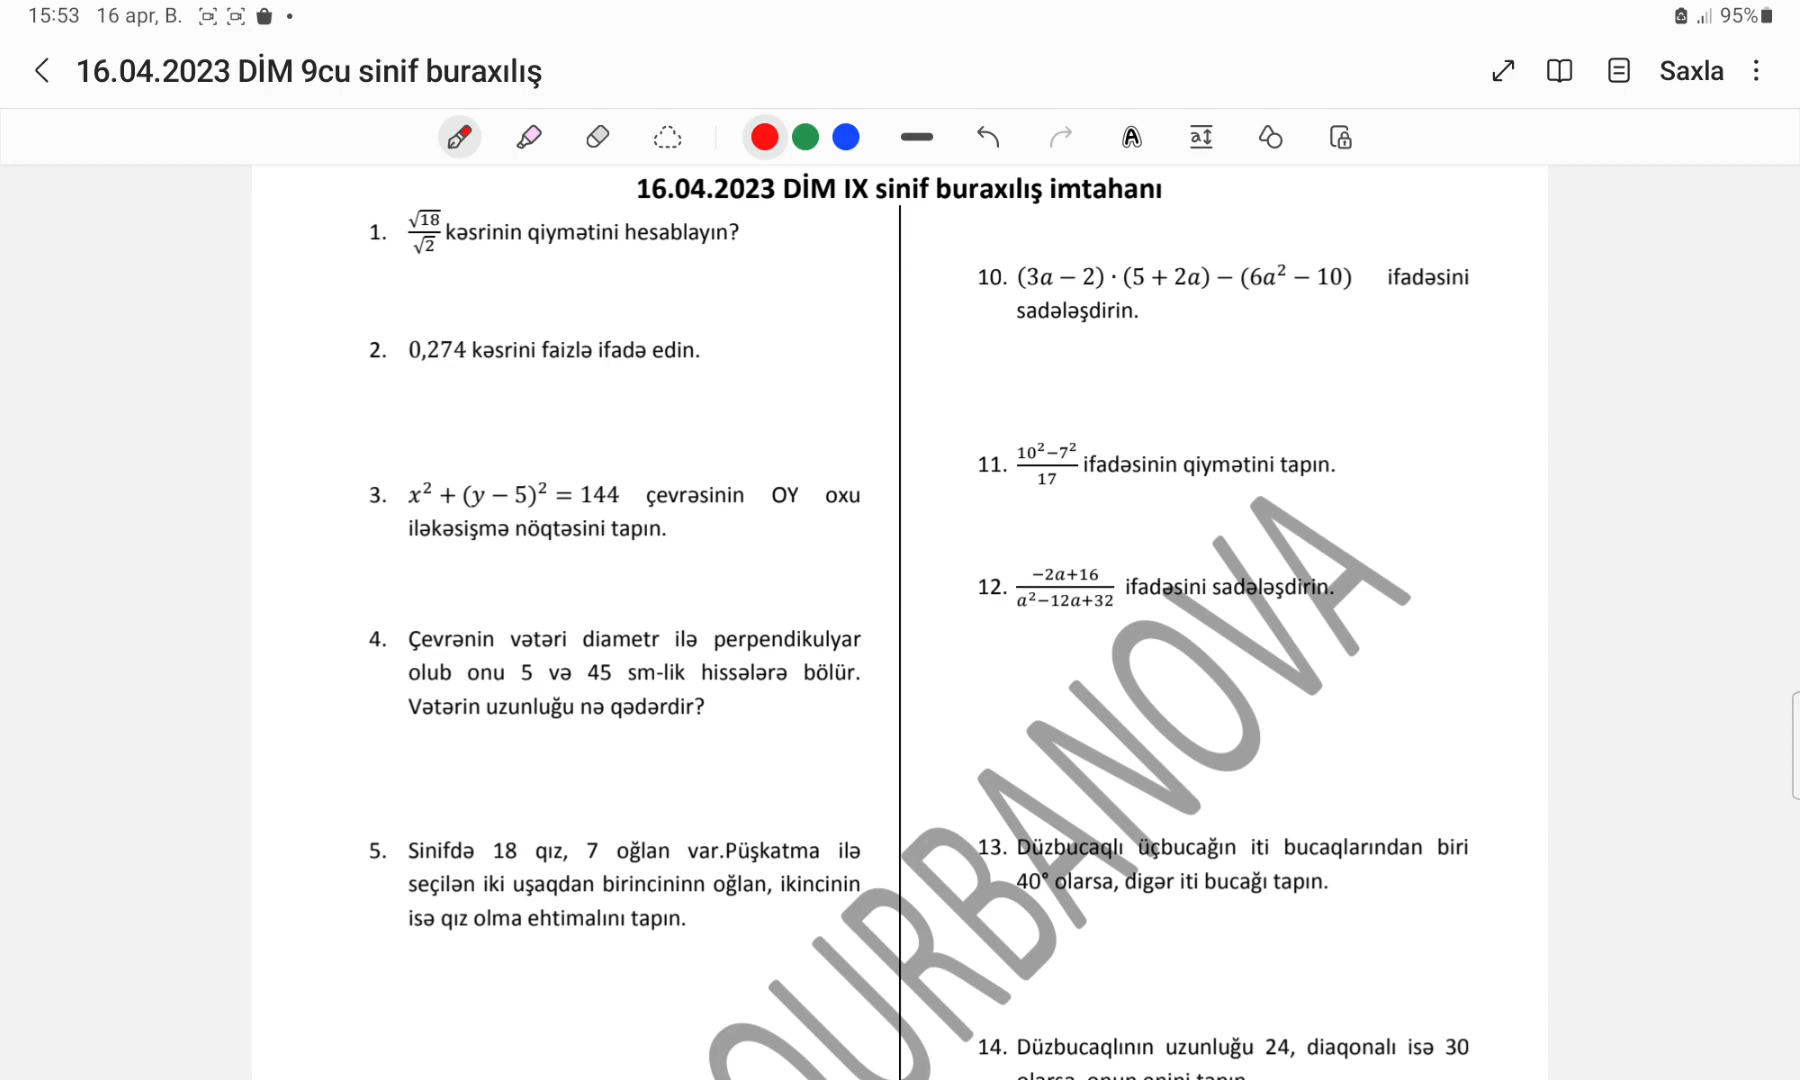 15:53 16 apr, B. 95%
16.04.2023 DİM 9cu sinif buraxılış Saxla
16.04.2023 DİM IX sinif buraxılış imtahanı
1. √18/√2 kəsrinin qiymətini hesablayın?
2. 0,274 kəsrini faizlə ifadə edin.
3. x² + (y − 5)² = 144 çevrəsinin OY oxu
iləkəsişmə nöqtəsini tapın.
4. Çevrənin vətəri diametr ilə perpendikulyar
olub onu 5 və 45 sm-lik hissələrə bölür.
Vətərin uzunluğu nə qədərdir?
5. Sinifdə 18 qız, 7 oğlan var.Püşkatma ilə
seçilən iki uşaqdan birincininn oğlan, ikincinin
isə qız olma ehtimalını tapın.
10. (3a − 2) · (5 + 2a) − (6a² − 10) ifadəsini
sadələşdirin.
11. 10²−7²/17 ifadəsinin qiymətini tapın.
12. −2a+16/a²−12a+32 ifadəsini sadələşdirin.
13. Düzbucaqlı üçbucağın iti bucaqlarından biri
40° olarsa, digər iti bucağı tapın.
14. Düzbucaqlının uzunluğu 24, diaqonalı isə 30
olarsa, onun enini tapın.
QURBANOVA